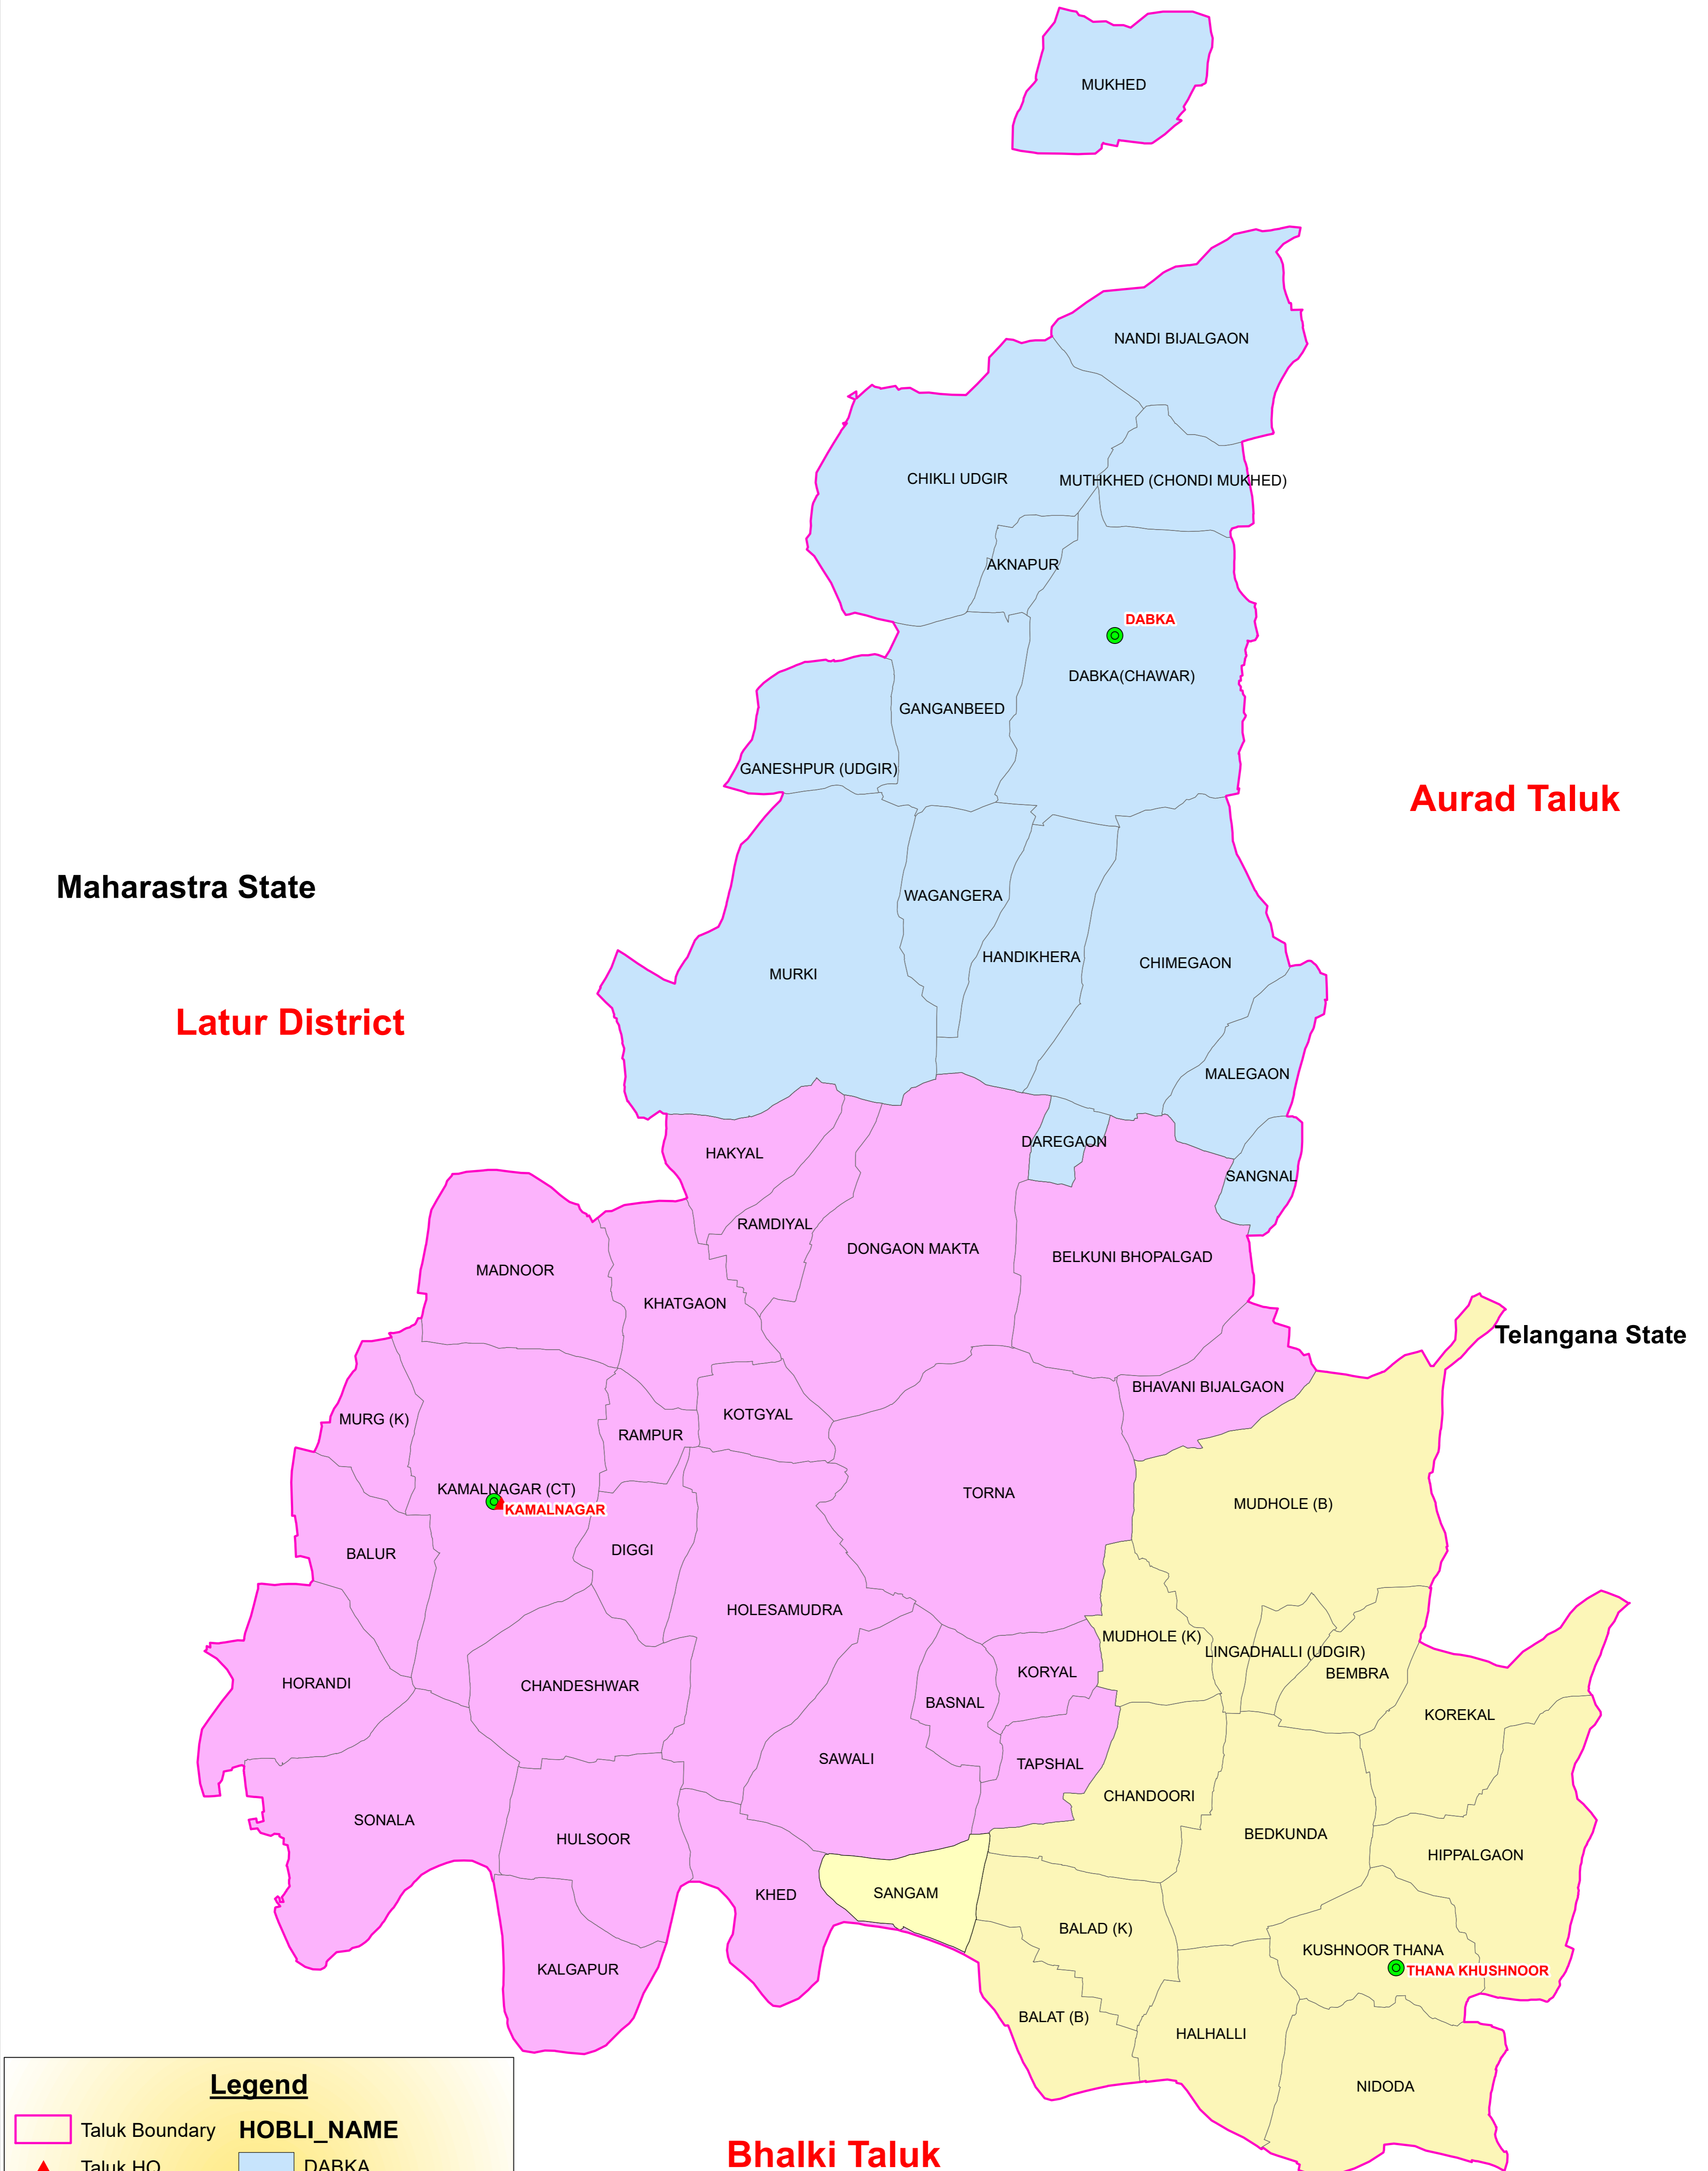 MUKHED
NANDI BIJALGAON
CHIKLI UDGIR
MUTHKHED (CHONDI MUKHED)
AKNAPUR
DABKA
DABKA(CHAWAR)
GANGANBEED
GANESHPUR (UDGIR)
Aurad Taluk
Maharastra State
WAGANGERA
HANDIKHERA
CHIMEGAON
MURKI
Latur District
MALEGAON
DAREGAON
HAKYAL
SANGNAL
RAMDIYAL
DONGAON MAKTA
BELKUNI BHOPALGAD
MADNOOR
KHATGAON
Telangana State
BHAVANI BIJALGAON
KOTGYAL
MURG (K)
RAMPUR
KAMALNAGAR (CT)
TORNA
MUDHOLE (B)
KAMALNAGAR
BALUR
DIGGI
HOLESAMUDRA
MUDHOLE (K)
LINGADHALLI (UDGIR)
KORYAL
BEMBRA
HORANDI
CHANDESHWAR
BASNAL
KOREKAL
SAWALI
TAPSHAL
CHANDOORI
SONALA
HULSOOR
BEDKUNDA
HIPPALGAON
KHED
SANGAM
BALAD (K)
KUSHNOOR THANA
KALGAPUR
THANA KHUSHNOOR
BALAT (B)
HALHALLI
NIDODA
Legend
Taluk Boundary HOBLI_NAME
Taluk HQ DABKA
Bhalki Taluk